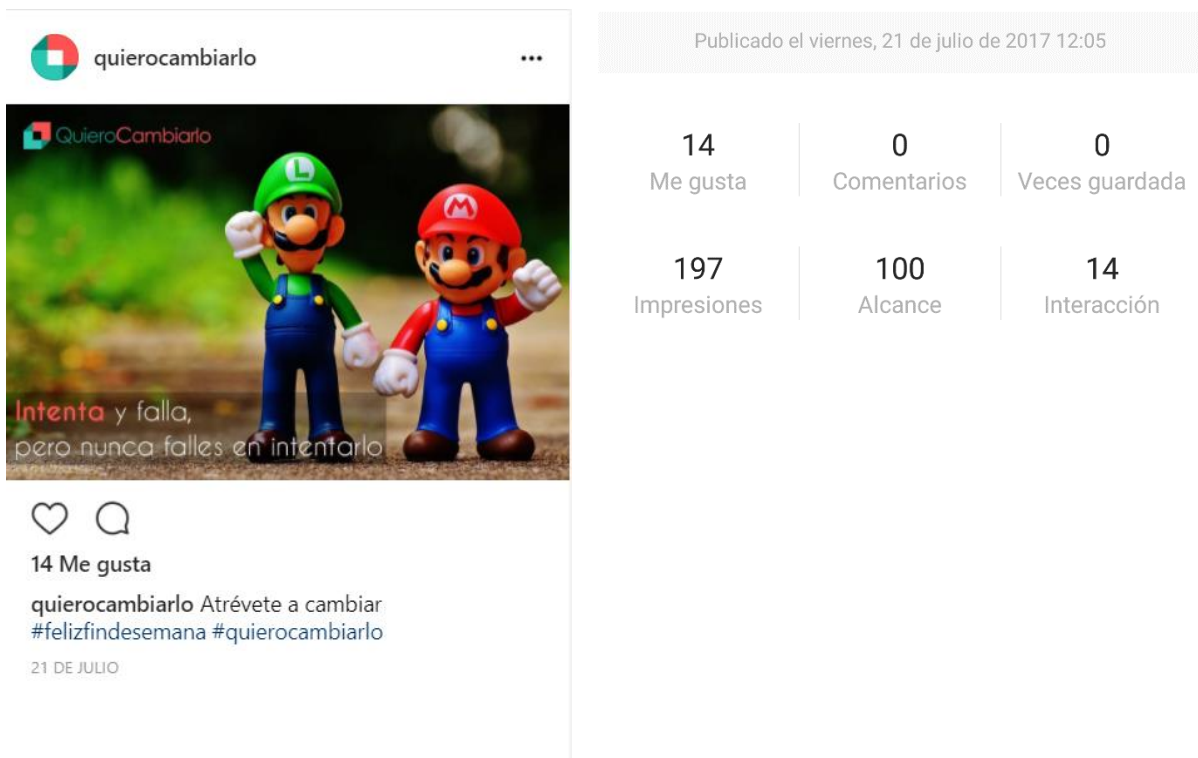 quierocambiarlo
QuieroCambiarlo
L
M
Intenta y falla,
pero nunca falles en intentarlo
14 Me gusta
quierocambiarlo Atrévete a cambiar
#felizfindesemana #quierocambiarlo
21 DE JULIO
Publicado el viernes, 21 de julio de 2017 12:05
14 0 0
Me gusta Comentarios Veces guardada
197 100 14
Impresiones Alcance Interacción